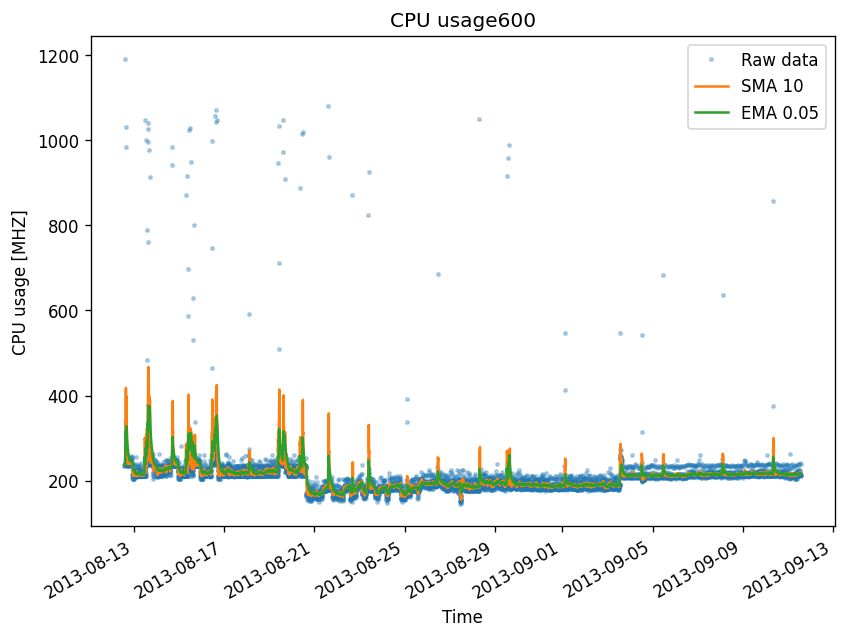 CPU usage600
Raw data
SMA 10
EMA 0.05
CPU usage [MHZ]
1200
1000
800
600
400
200
2013-08-13
2013-08-17
2013-08-21
2013-08-25
2013-08-29
2013-09-01
2013-09-05
2013-09-09
2013-09-13
Time